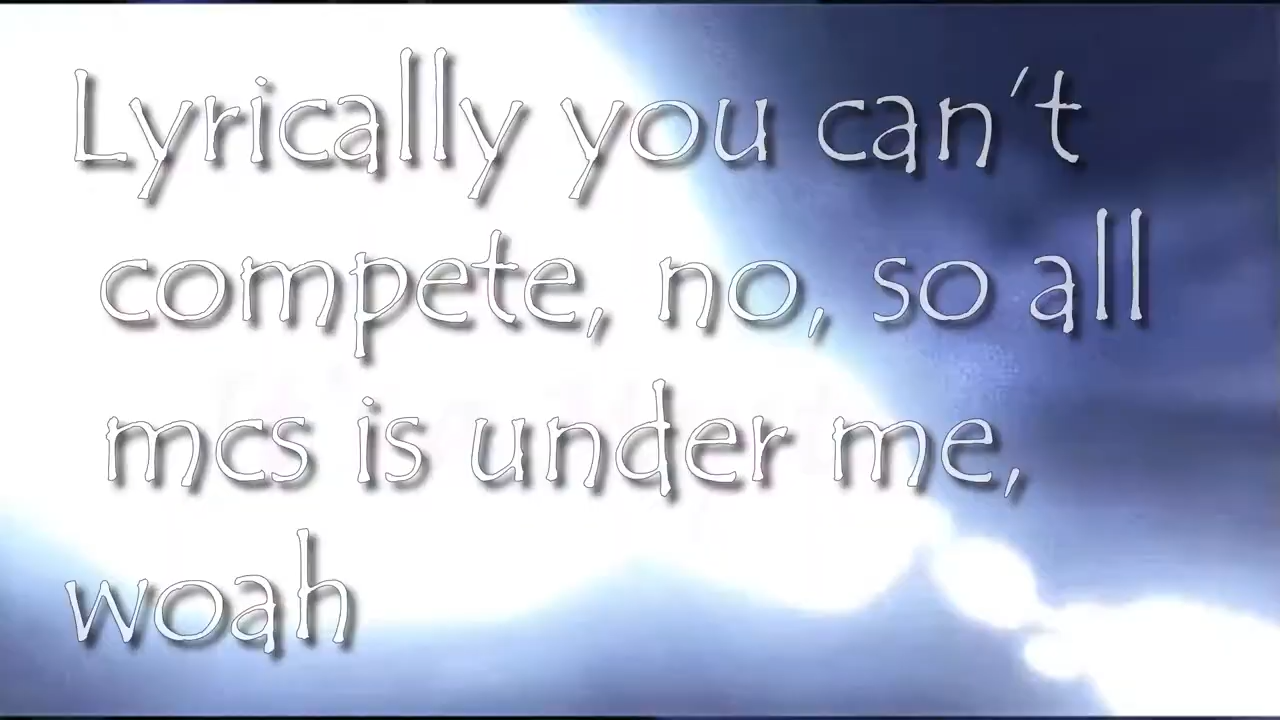 Lyrically you can't
compete, no, so all
mcs is under me,
woah